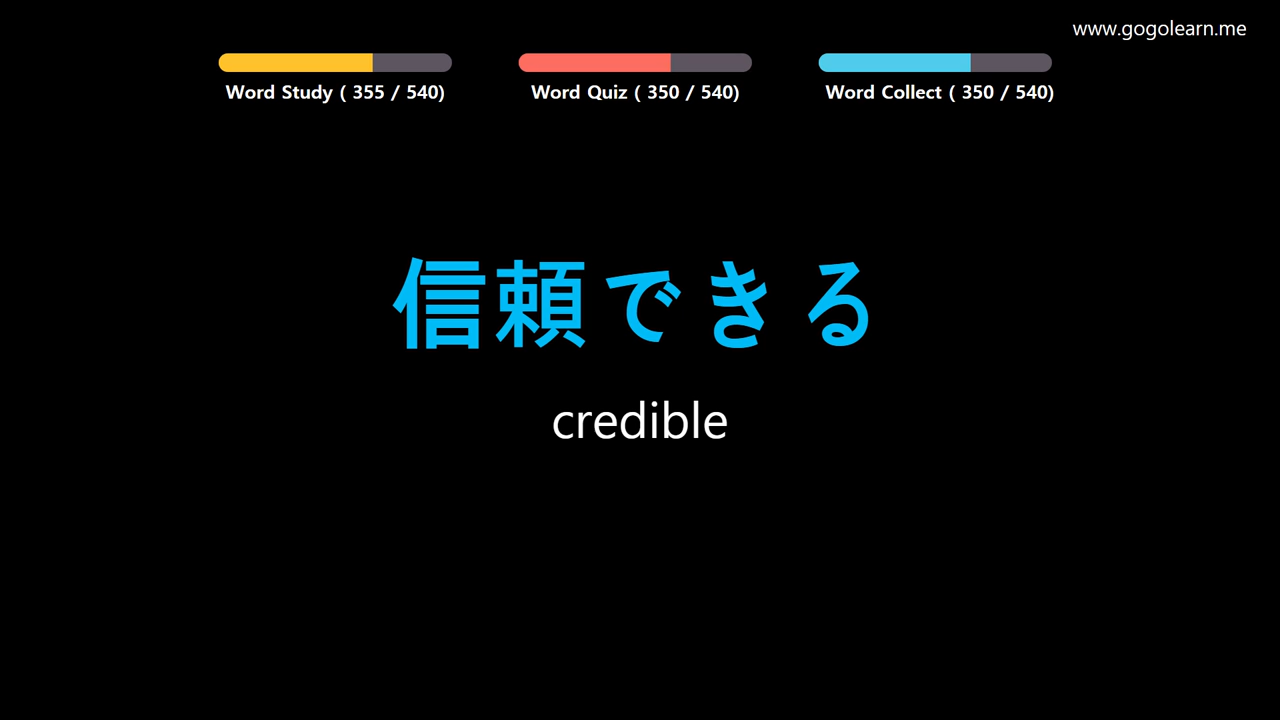 www.gogolearn.me
Word Study ( 355 / 540)
Word Quiz ( 350 / 540)
Word Collect ( 350 / 540)
信頼できる
credible